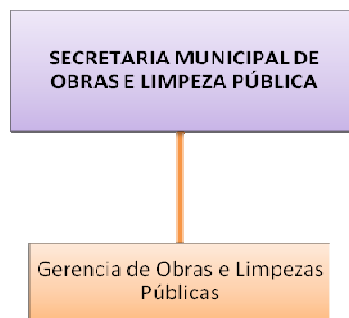 SECRETARIA MUNICIPAL DE
OBRAS E LIMPEZA PÚBLICA
Gerencia de Obras e Limpezas
Públicas